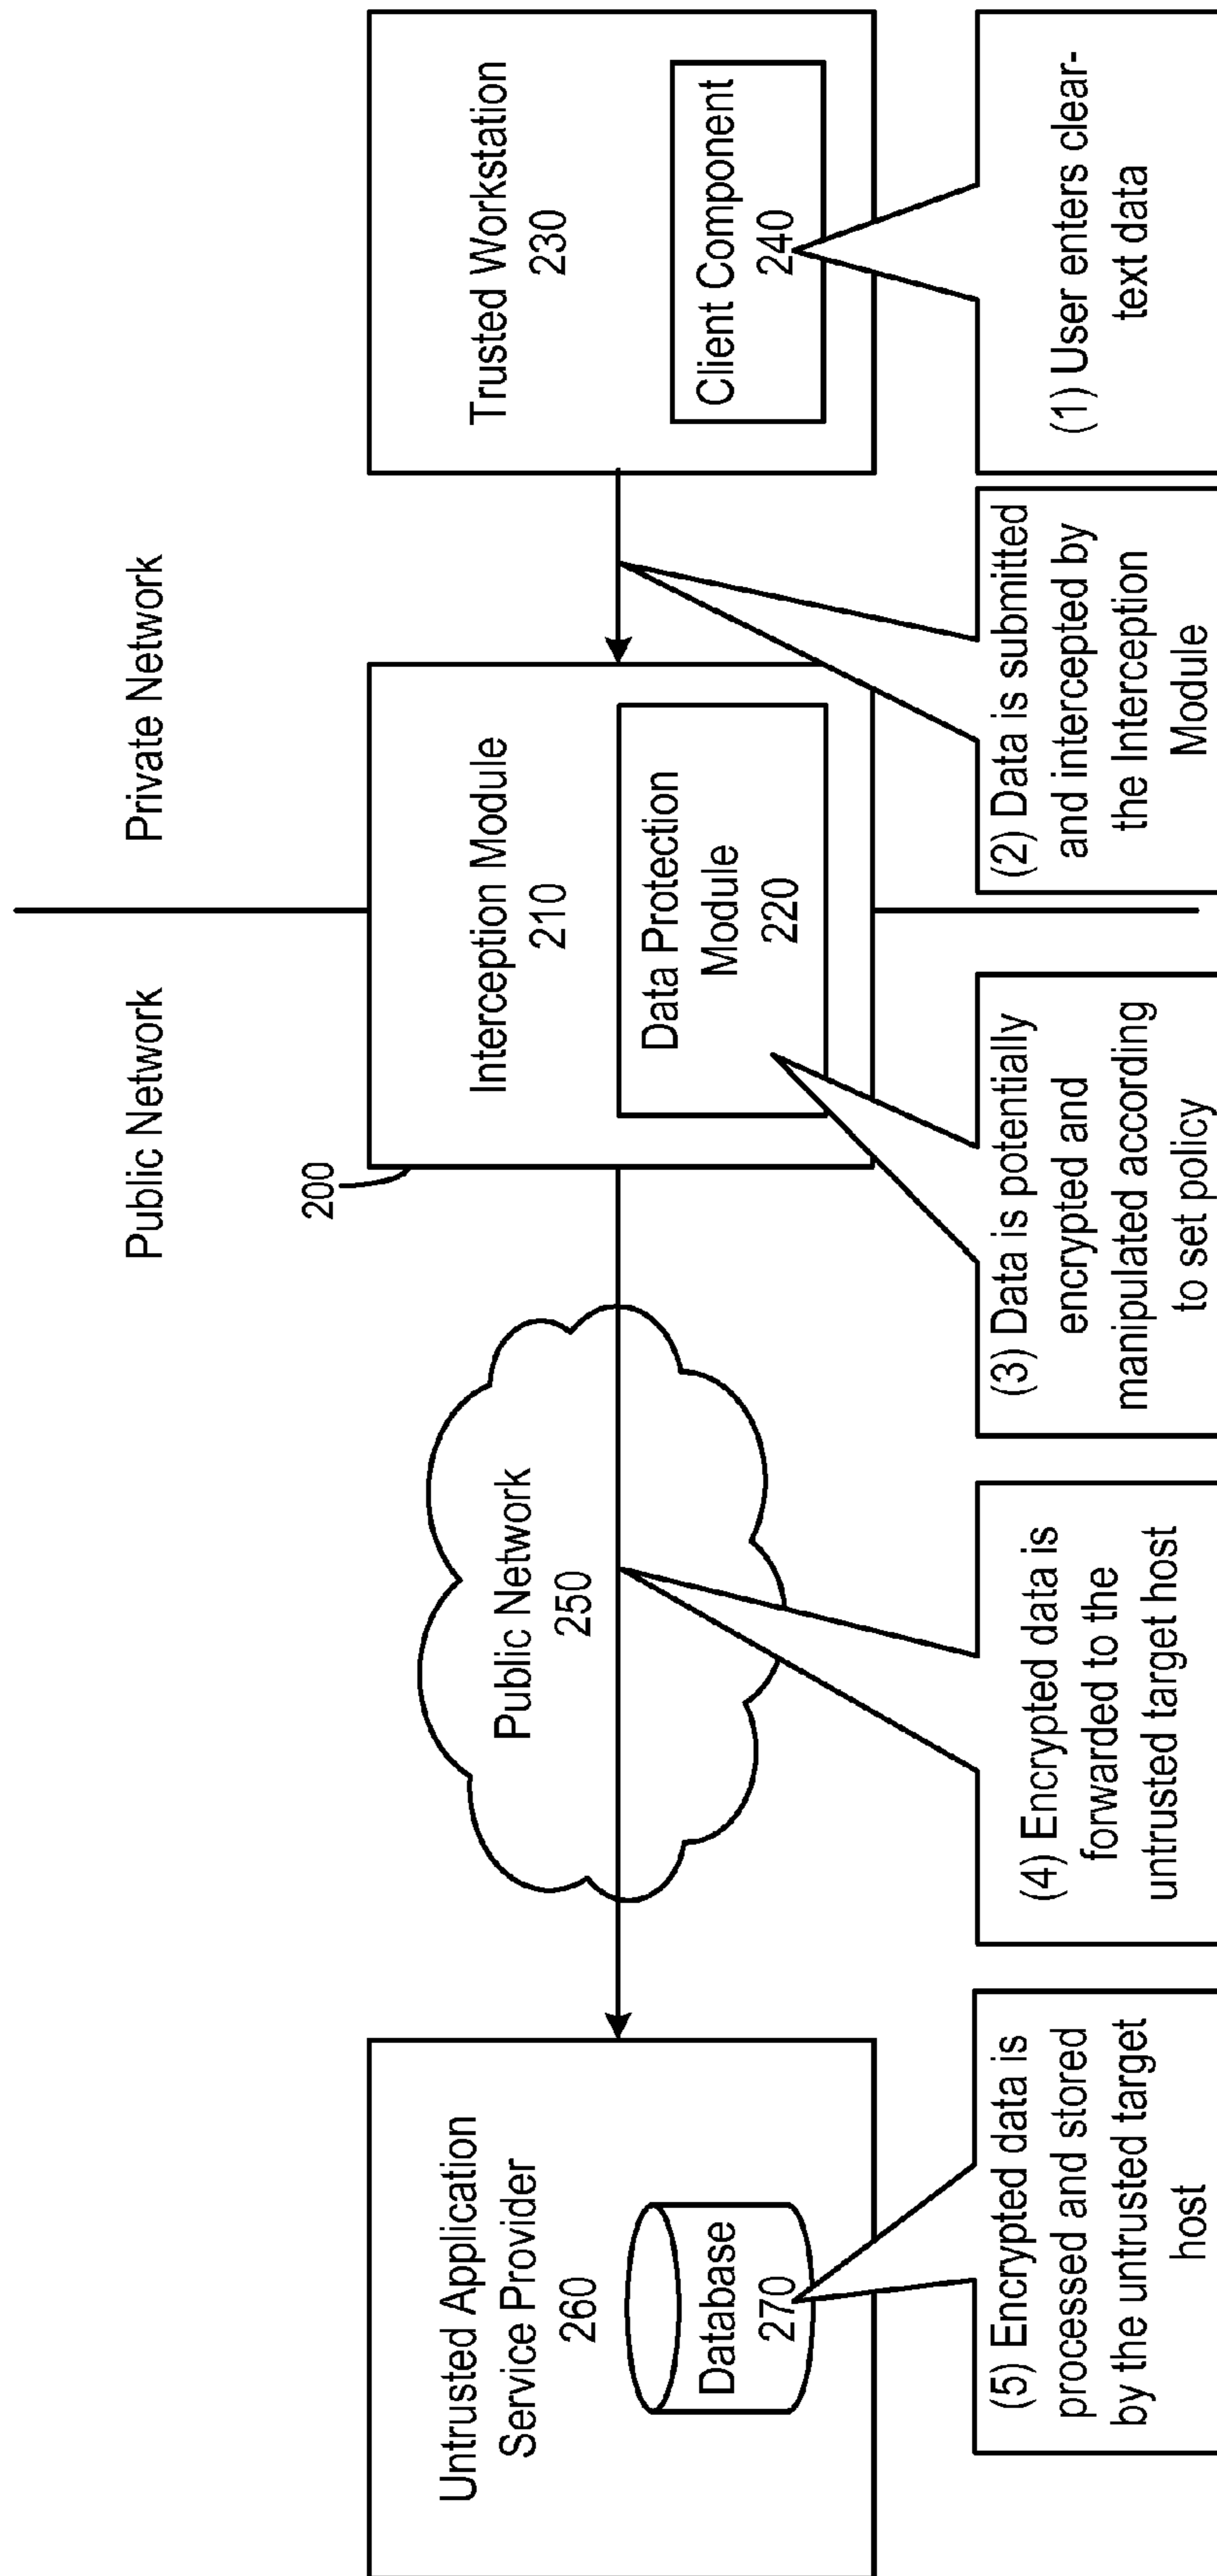 Public Network
Private Network
200
Untrusted Application
Service Provider
260
Database
270
Public Network
250
Interception Module
210
Data Protection
Module
220
Trusted Workstation
230
Client Component
240
(5) Encrypted data is
processed and stored
by the untrusted target
host
(4) Encrypted data is
forwarded to the
untrusted target host
(3) Data is potentially
encrypted and
manipulated according
to set policy
(2) Data is submitted
and intercepted by
the Interception
Module
(1) User enters clear-
text data